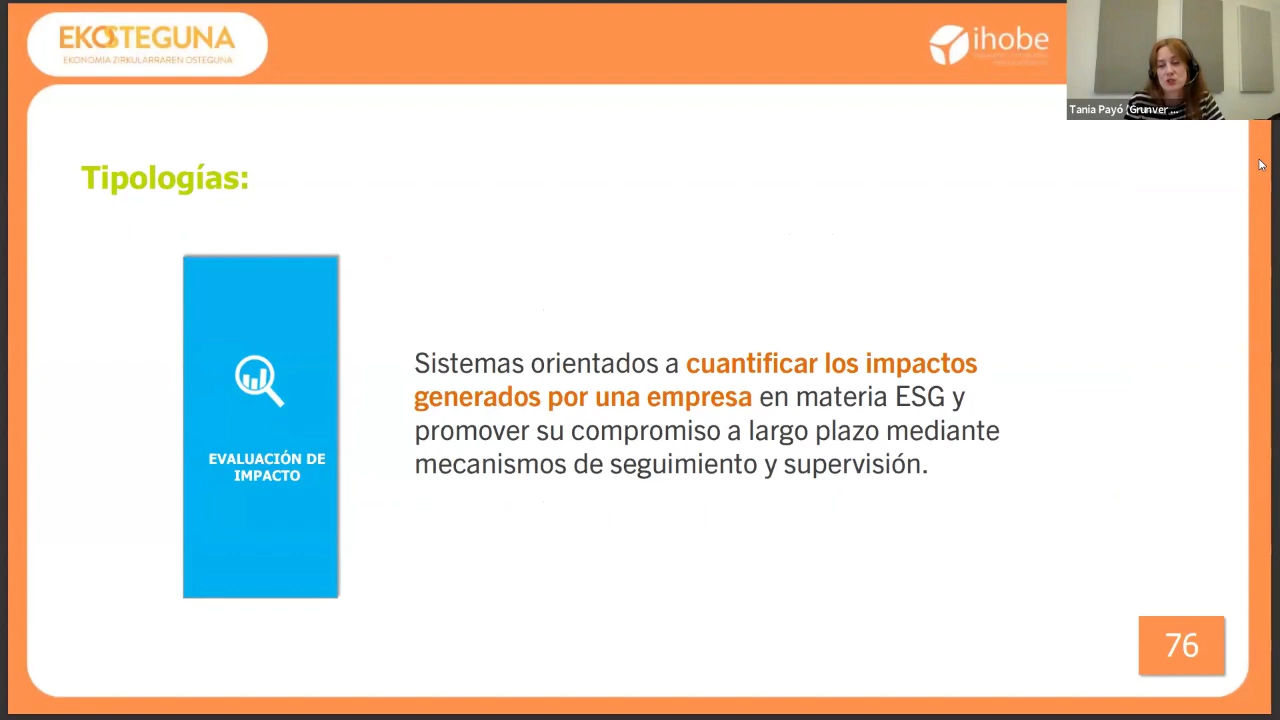 EKOSTEGUNA
EKONOMIA ZIRKULARRAREN OSTEGUNA
ihobe
Tania Payó (Grunver ...
Tipologías:
EVALUACIÓN DE
IMPACTO
Sistemas orientados a cuantificar los impactos
generados por una empresa en materia ESG y
promover su compromiso a largo plazo mediante
mecanismos de seguimiento y supervisión.
76